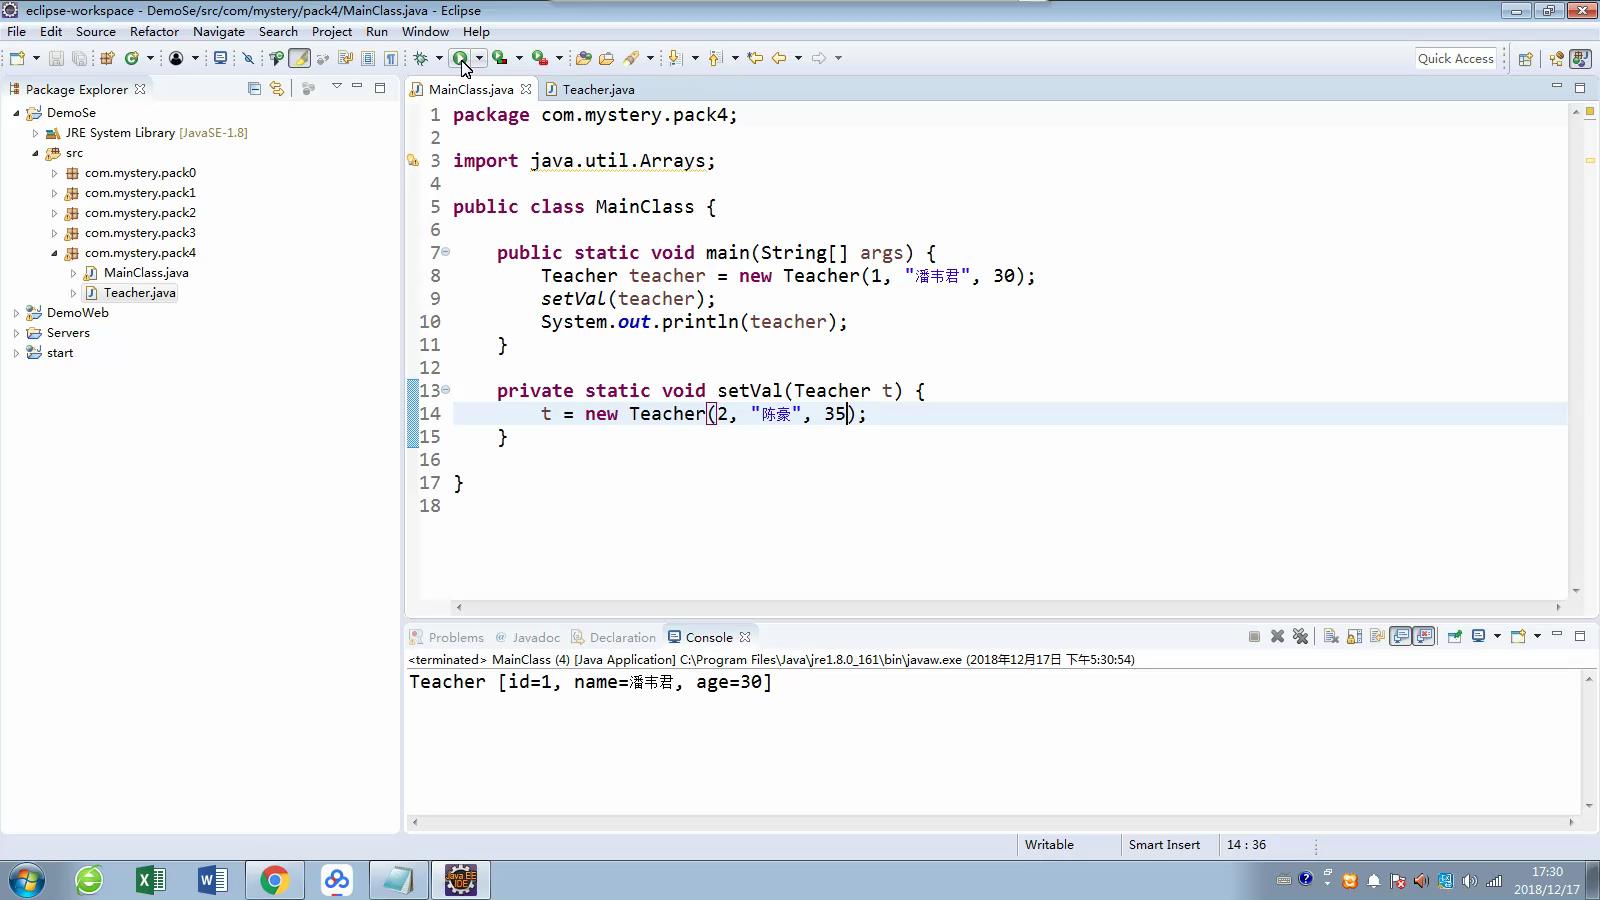 eclipse-workspace - DemoSe/src/com/mystery/pack4/MainClass.java - Eclipse
File Edit Source Refactor Navigate Search Project Run Window Help
Quick Access
Package Explorer
DemoSe
JRE System Library [JavaSE-1.8]
src
com.mystery.pack0
com.mystery.pack1
com.mystery.pack2
com.mystery.pack3
com.mystery.pack4
MainClass.java
Teacher.java
DemoWeb
Servers
start
MainClass.java Teacher.java
1 package com.mystery.pack4;
2
3 import java.util.Arrays;
4
5 public class MainClass {
6
7 public static void main(String[] args) {
8 Teacher teacher = new Teacher(1, "潘韦君", 30);
9 setVal(teacher);
10 System.out.println(teacher);
11 }
12
13 private static void setVal(Teacher t) {
14 t = new Teacher(2, "陈豪", 35);
15 }
16
17 }
18
Problems @ Javadoc Declaration Console
<terminated> MainClass (4) [Java Application] C:\Program Files\Java\jre1.8.0_161\bin\javaw.exe (2018年12月17日 下午5:30:54)
Teacher [id=1, name=潘韦君, age=30]
Writable Smart Insert 14 : 36
Java EE
IDE
17:30
2018/12/17